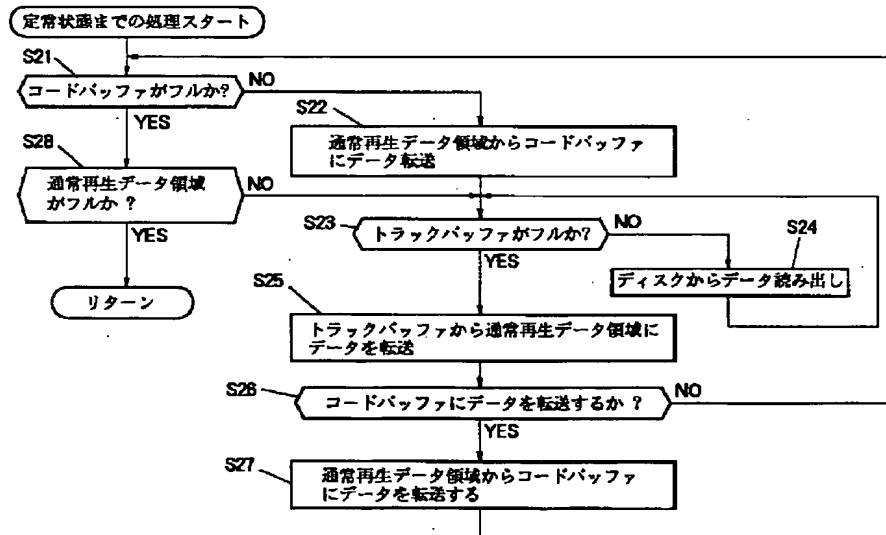 定常状態までの処理スタート
S21
コードバッファがフルか?
NO
YES
S22
通常再生データ領域からコードバッファ
にデータ転送
S28
通常再生データ領域
がフルか ?
NO
YES
リターン
S23
トラックバッファがフルか?
NO
YES
S24
ディスクからデータ読み出し
S25
トラックバッファから通常再生データ領域に
データを転送
S26
コードバッファにデータを転送するか ?
NO
YES
S27
通常再生データ領域からコードバッファ
にデータを転送する